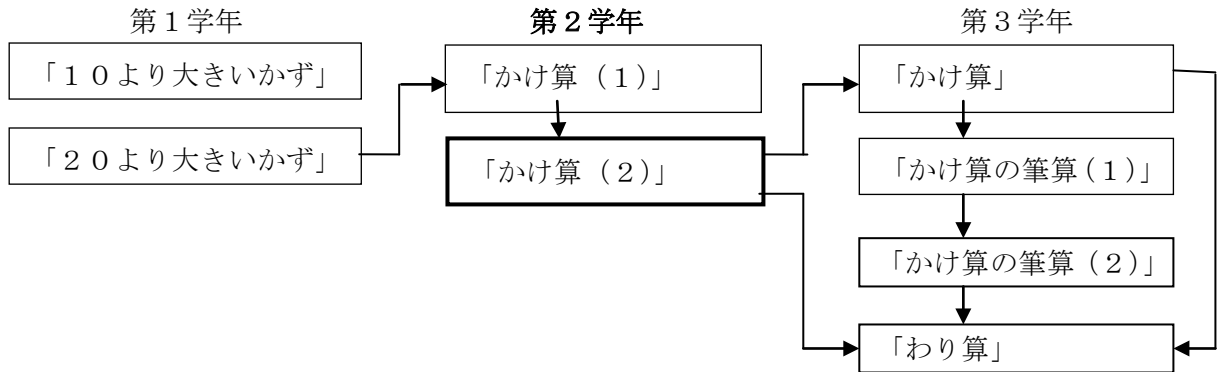 第１学年
「１０より大きいかず」
「２０より大きいかず」
第２学年
「かけ算（１）」
「かけ算（２）」
第３学年
「かけ算」
「かけ算の筆算（１）」
「かけ算の筆算（２）」
「わり算」